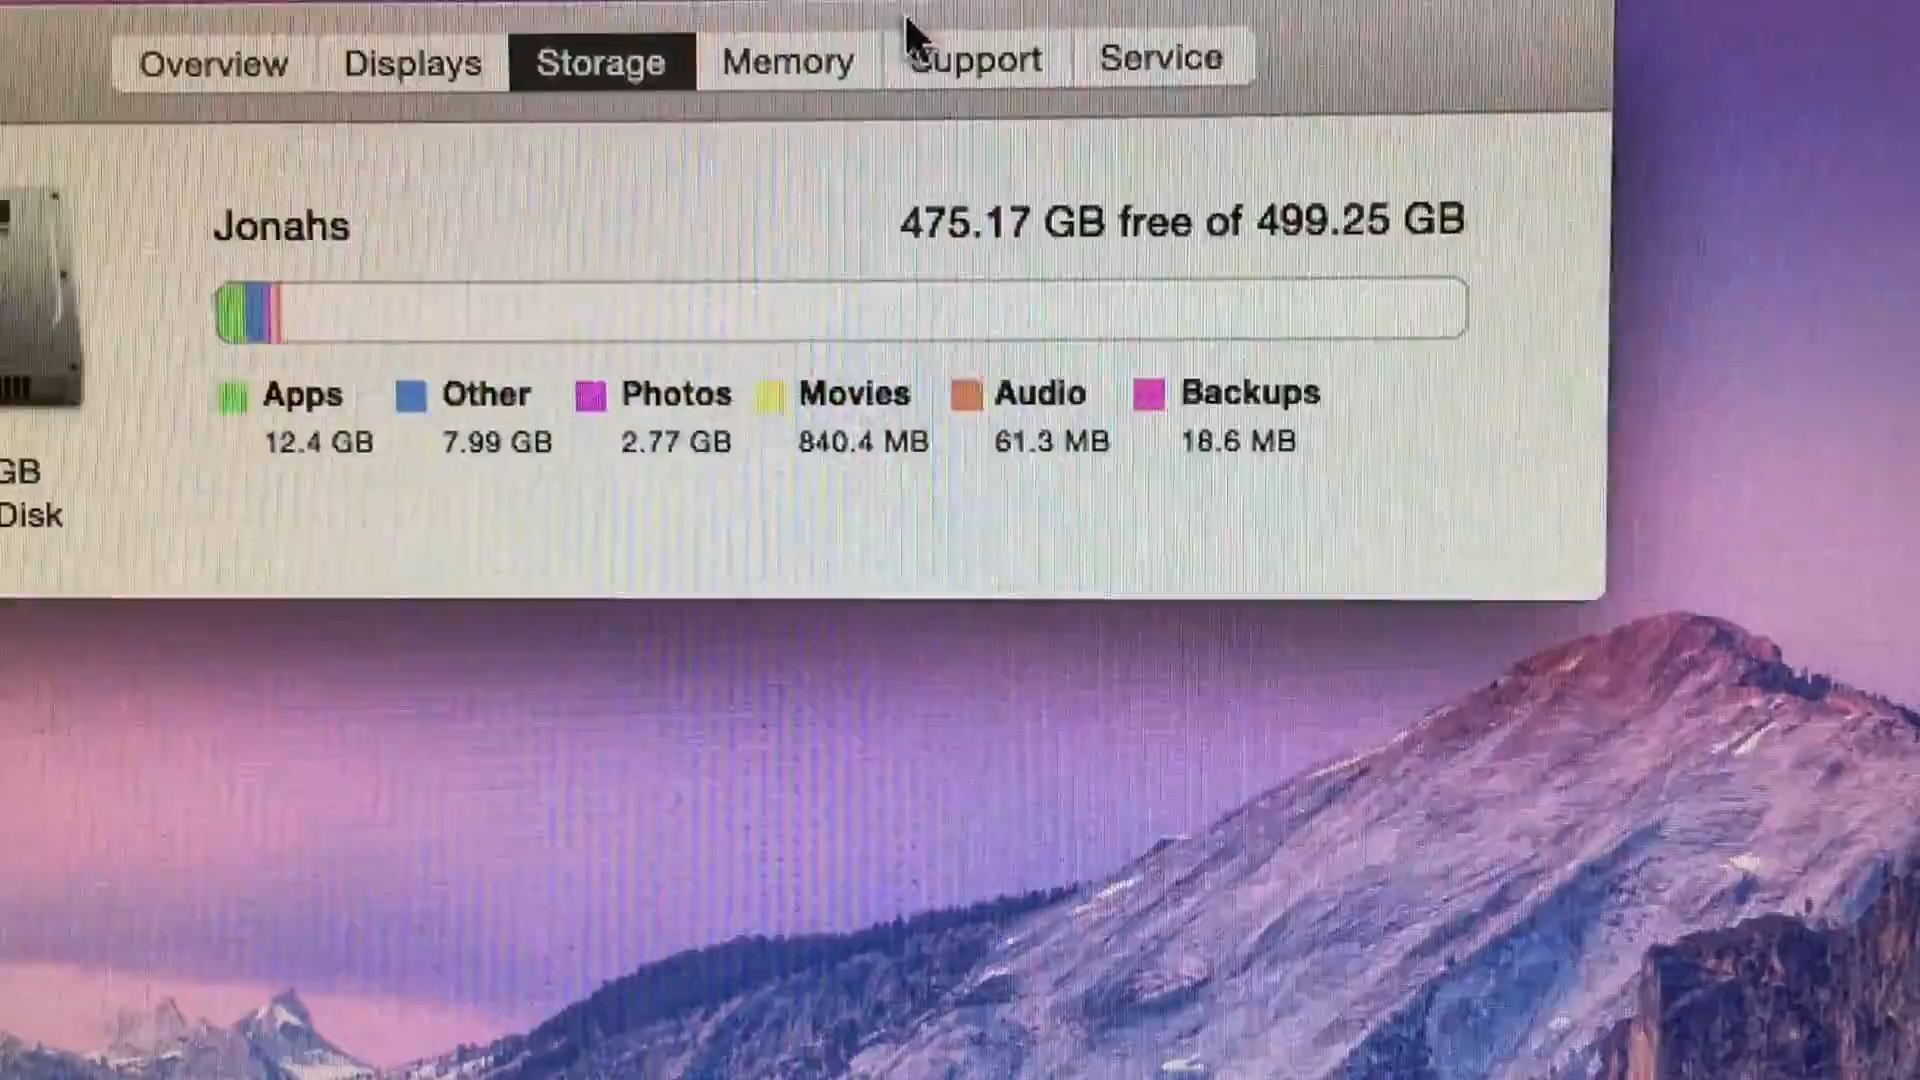 Overview Displays Storage Memory Support Service
Jonahs 475.17 GB free of 499.25 GB
Apps Other Photos Movies Audio Backups
12.4 GB 7.99 GB 2.77 GB 840.4 MB 61.3 MB 18.6 MB
GB
Disk